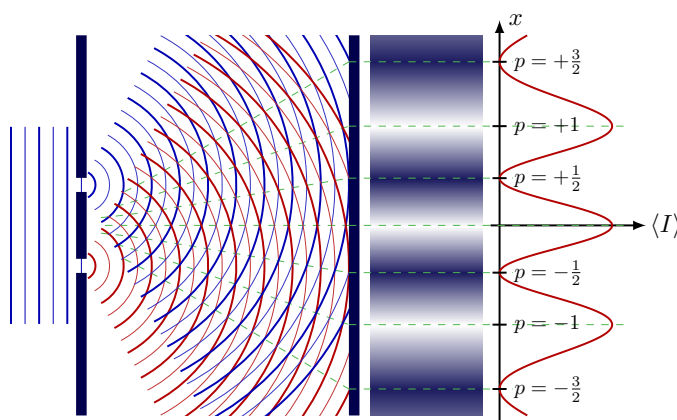 x
p = +3/2
p = +1
p = +1/2
⟨I⟩
p = −1/2
p = −1
p = −3/2